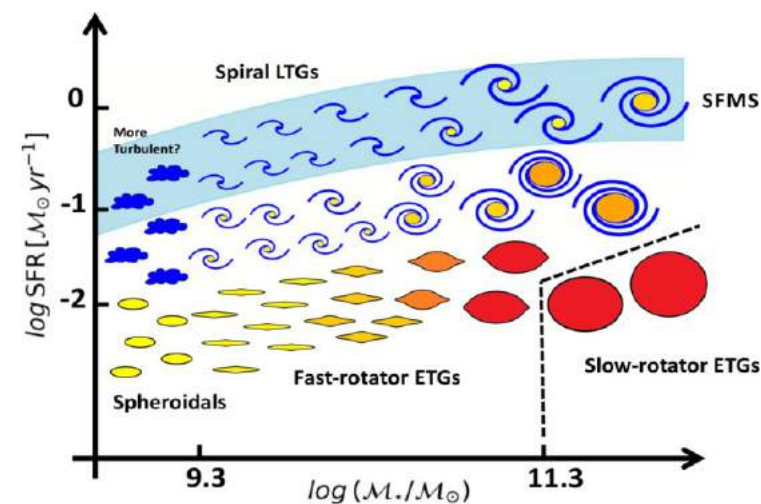 Spiral LTGs
SFMS
More
Turbulent?
0
-1
-2
log SFR [ℳ⊙ yr⁻¹]
Fast-rotator ETGs
Slow-rotator ETGs
Spheroidals
9.3
11.3
log (ℳ⋆/ℳ⊙)